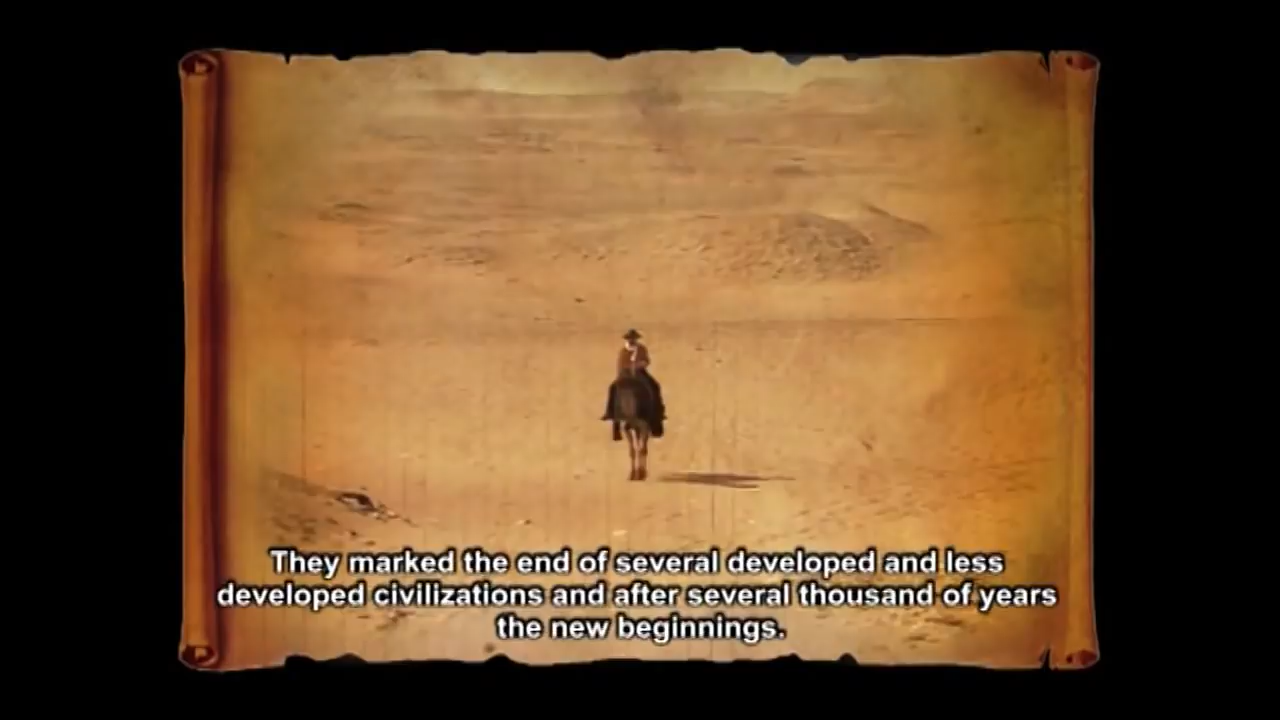 They marked the end of several developed and less
developed civilizations and after several thousand of years
the new beginnings.